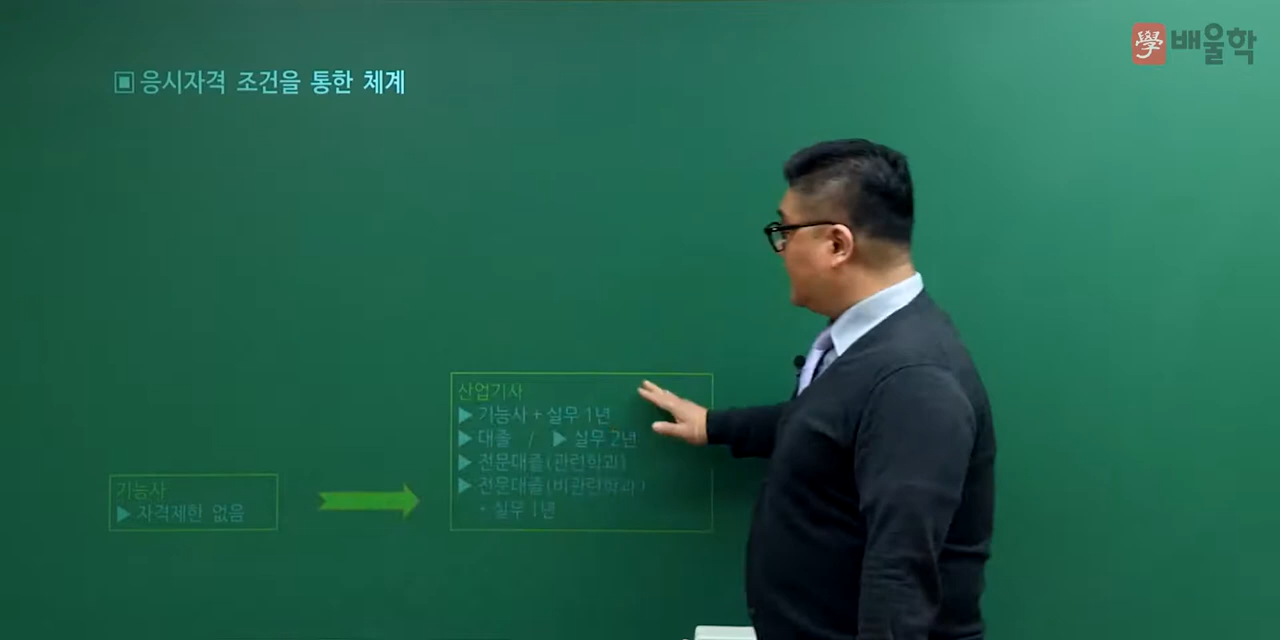 學 배울학
▣ 응시자격 조건을 통한 체계
산업기사
▶ 기능사 + 실무 1년
▶ 대졸 / ▶ 실무 2년
▶ 전문대졸(관련학과)
▶ 전문대졸(비관련학과)
+ 실무 1년
기능사
▶ 자격제한 없음